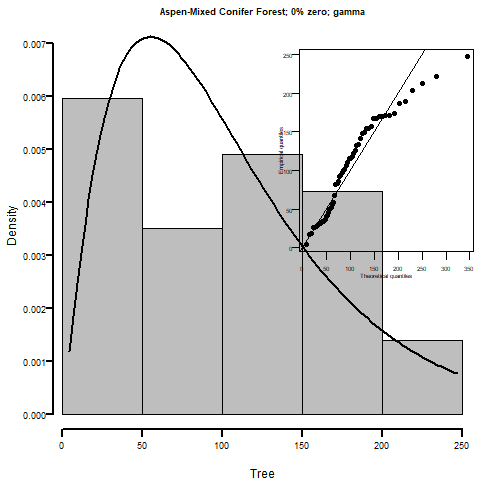 Aspen-Mixed Conifer Forest; 0% zero; gamma
Density
0.007
0.006
0.005
0.004
0.003
0.002
0.001
0.000
0 50 100 150 200 250
Tree
Empirical quantiles
250
200
150
100
50
0
0 50 100 150 200 250 300 350
Theoretical quantiles